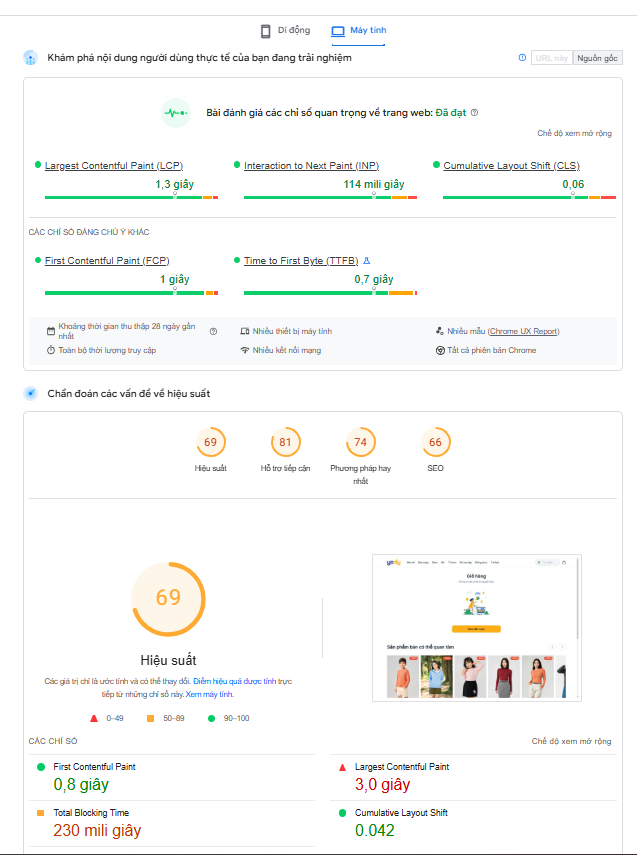 Di động
Máy tính
Khám phá nội dung người dùng thực tế của bạn đang trải nghiệm
URL này
Nguồn gốc
Bài đánh giá các chỉ số quan trọng về trang web: Đã đạt
Chế độ xem mở rộng
Largest Contentful Paint (LCP)
1,3 giây
Interaction to Next Paint (INP)
114 mili giây
Cumulative Layout Shift (CLS)
0,06
CÁC CHỈ SỐ ĐÁNG CHÚ Ý KHÁC
First Contentful Paint (FCP)
1 giây
Time to First Byte (TTFB)
0,7 giây
Khoảng thời gian thu thập 28 ngày gần
nhất
Nhiều thiết bị máy tính
Nhiều mẫu (Chrome UX Report)
Toàn bộ thời lượng truy cập
Nhiều kết nối mạng
Tất cả phiên bản Chrome
Chẩn đoán các vấn đề về hiệu suất
69
81
74
66
Hiệu suất
Hỗ trợ tiếp cận
Phương pháp hay
nhất
SEO
69
Hiệu suất
Các giá trị chỉ là ước tính và có thể thay đổi. Điểm hiệu quả được tính trực
tiếp từ những chỉ số này. Xem máy tính.
0–49
50–89
90–100
yody
Giỏ hàng
Sản phẩm bạn có thể quan tâm
CÁC CHỈ SỐ
Chế độ xem mở rộng
First Contentful Paint
0,8 giây
Largest Contentful Paint
3,0 giây
Total Blocking Time
230 mili giây
Cumulative Layout Shift
0.042